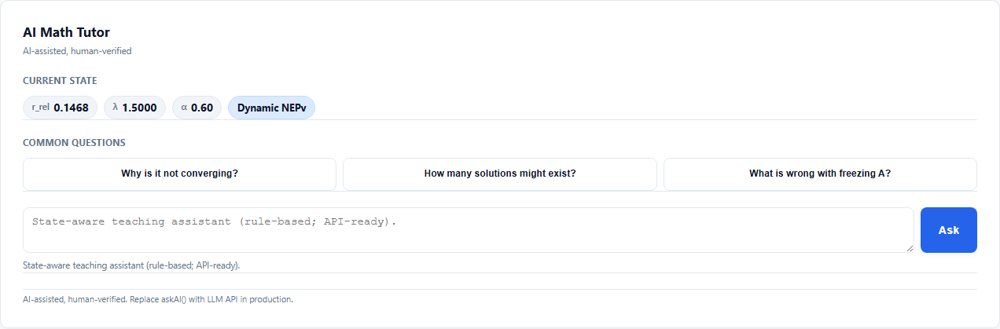 AI Math Tutor
AI-assisted, human-verified
CURRENT STATE
r_rel 0.1468 λ 1.5000 α 0.60 Dynamic NEPv
COMMON QUESTIONS
Why is it not converging? How many solutions might exist? What is wrong with freezing A?
State-aware teaching assistant (rule-based; API-ready).
Ask
State-aware teaching assistant (rule-based; API-ready).
AI-assisted, human-verified. Replace askAI() with LLM API in production.